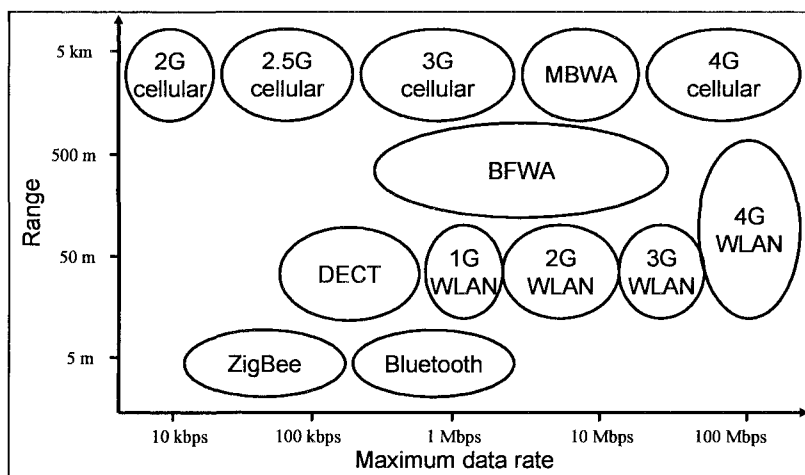 5 km
2G
cellular
2.5G
cellular
3G
cellular
MBWA
4G
cellular
500 m
BFWA
4G
WLAN
Range
50 m
DECT
1G
WLAN
2G
WLAN
3G
WLAN
5 m
ZigBee
Bluetooth
10 kbps
100 kbps
1 Mbps
10 Mbps
100 Mbps
Maximum data rate